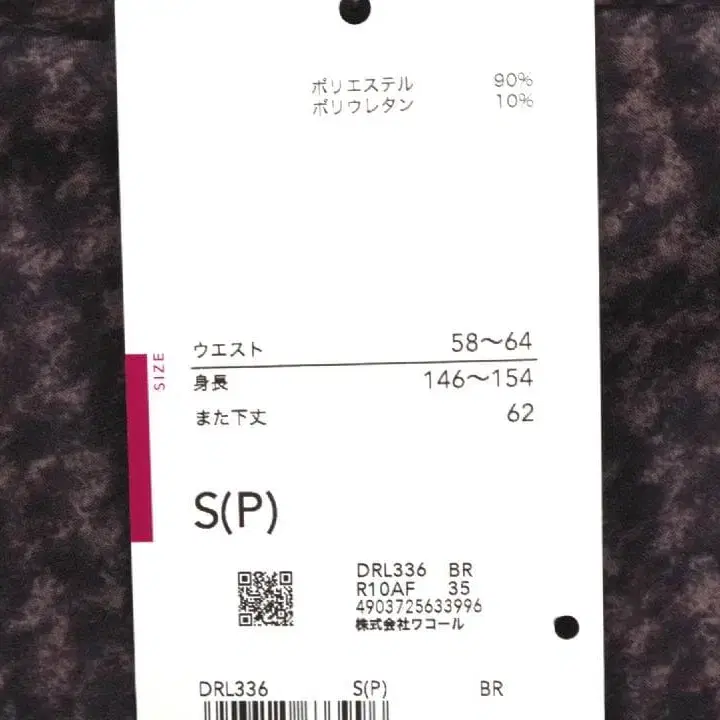 ポリエステル 90%
ポリウレタン 10%
SIZE
ウエスト 58〜64
身長 146〜154
また下丈 62
S(P)
DRL336 BR
R10AF 35
4903725633996
株式会社ワコール
DRL336 S(P) BR